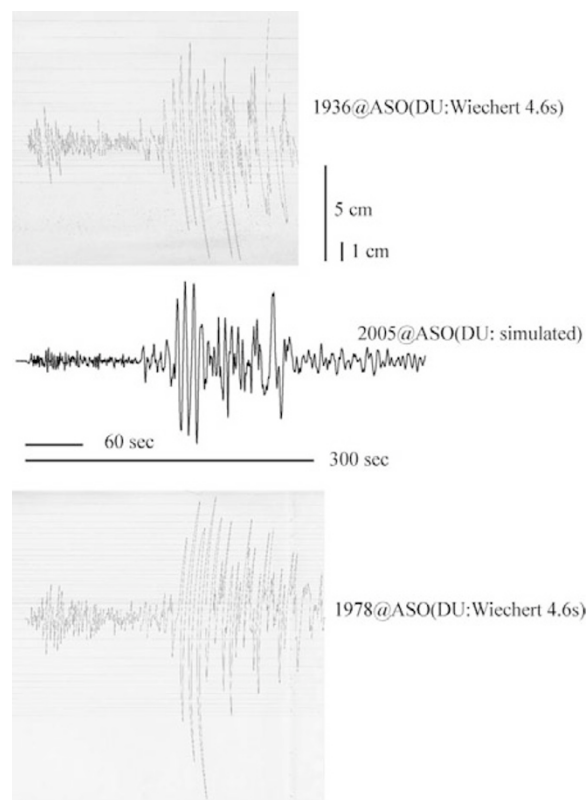 1936@ASO(DU:Wiechert 4.6s)
5 cm
1 cm
2005@ASO(DU: simulated)
60 sec
300 sec
1978@ASO(DU:Wiechert 4.6s)